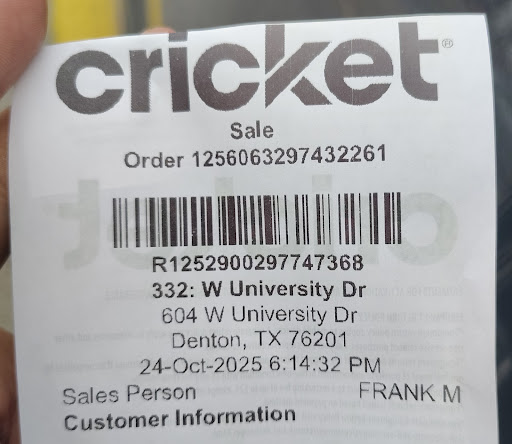 cricket®
Sale
Order 1256063297432261
R1252900297747368
332: W University Dr
604 W University Dr
Denton, TX 76201
24-Oct-2025 6:14:32 PM
Sales Person FRANK M
Customer Information